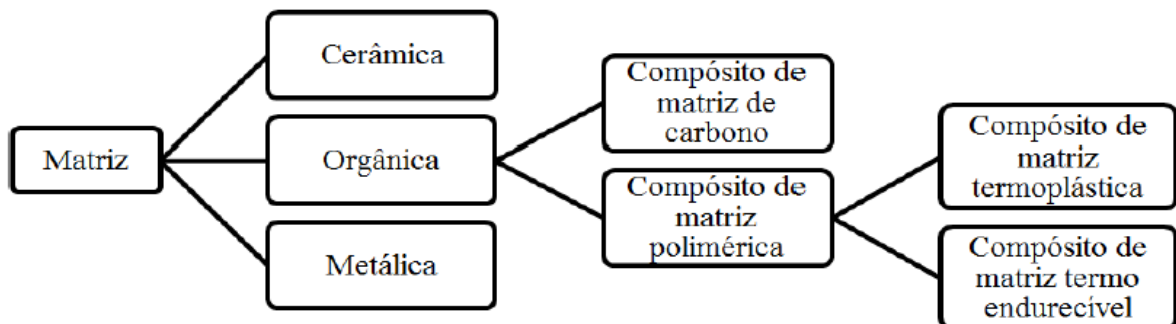 Matriz
Cerâmica
Orgânica
Metálica
Compósito de
matriz de
carbono
Compósito de
matriz
polimérica
Compósito de
matriz
termoplástica
Compósito de
matriz termo
endurecível